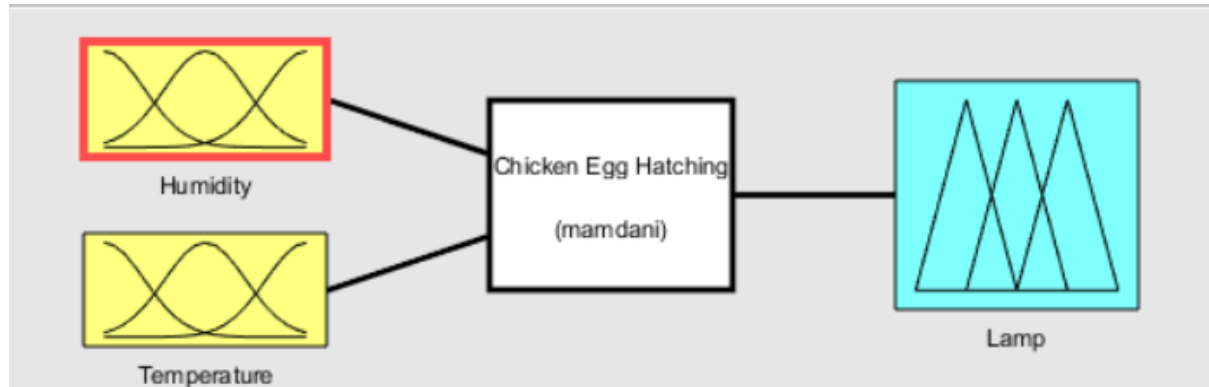 Humidity
Temperature
Chicken Egg Hatching
(mamdani)
Lamp